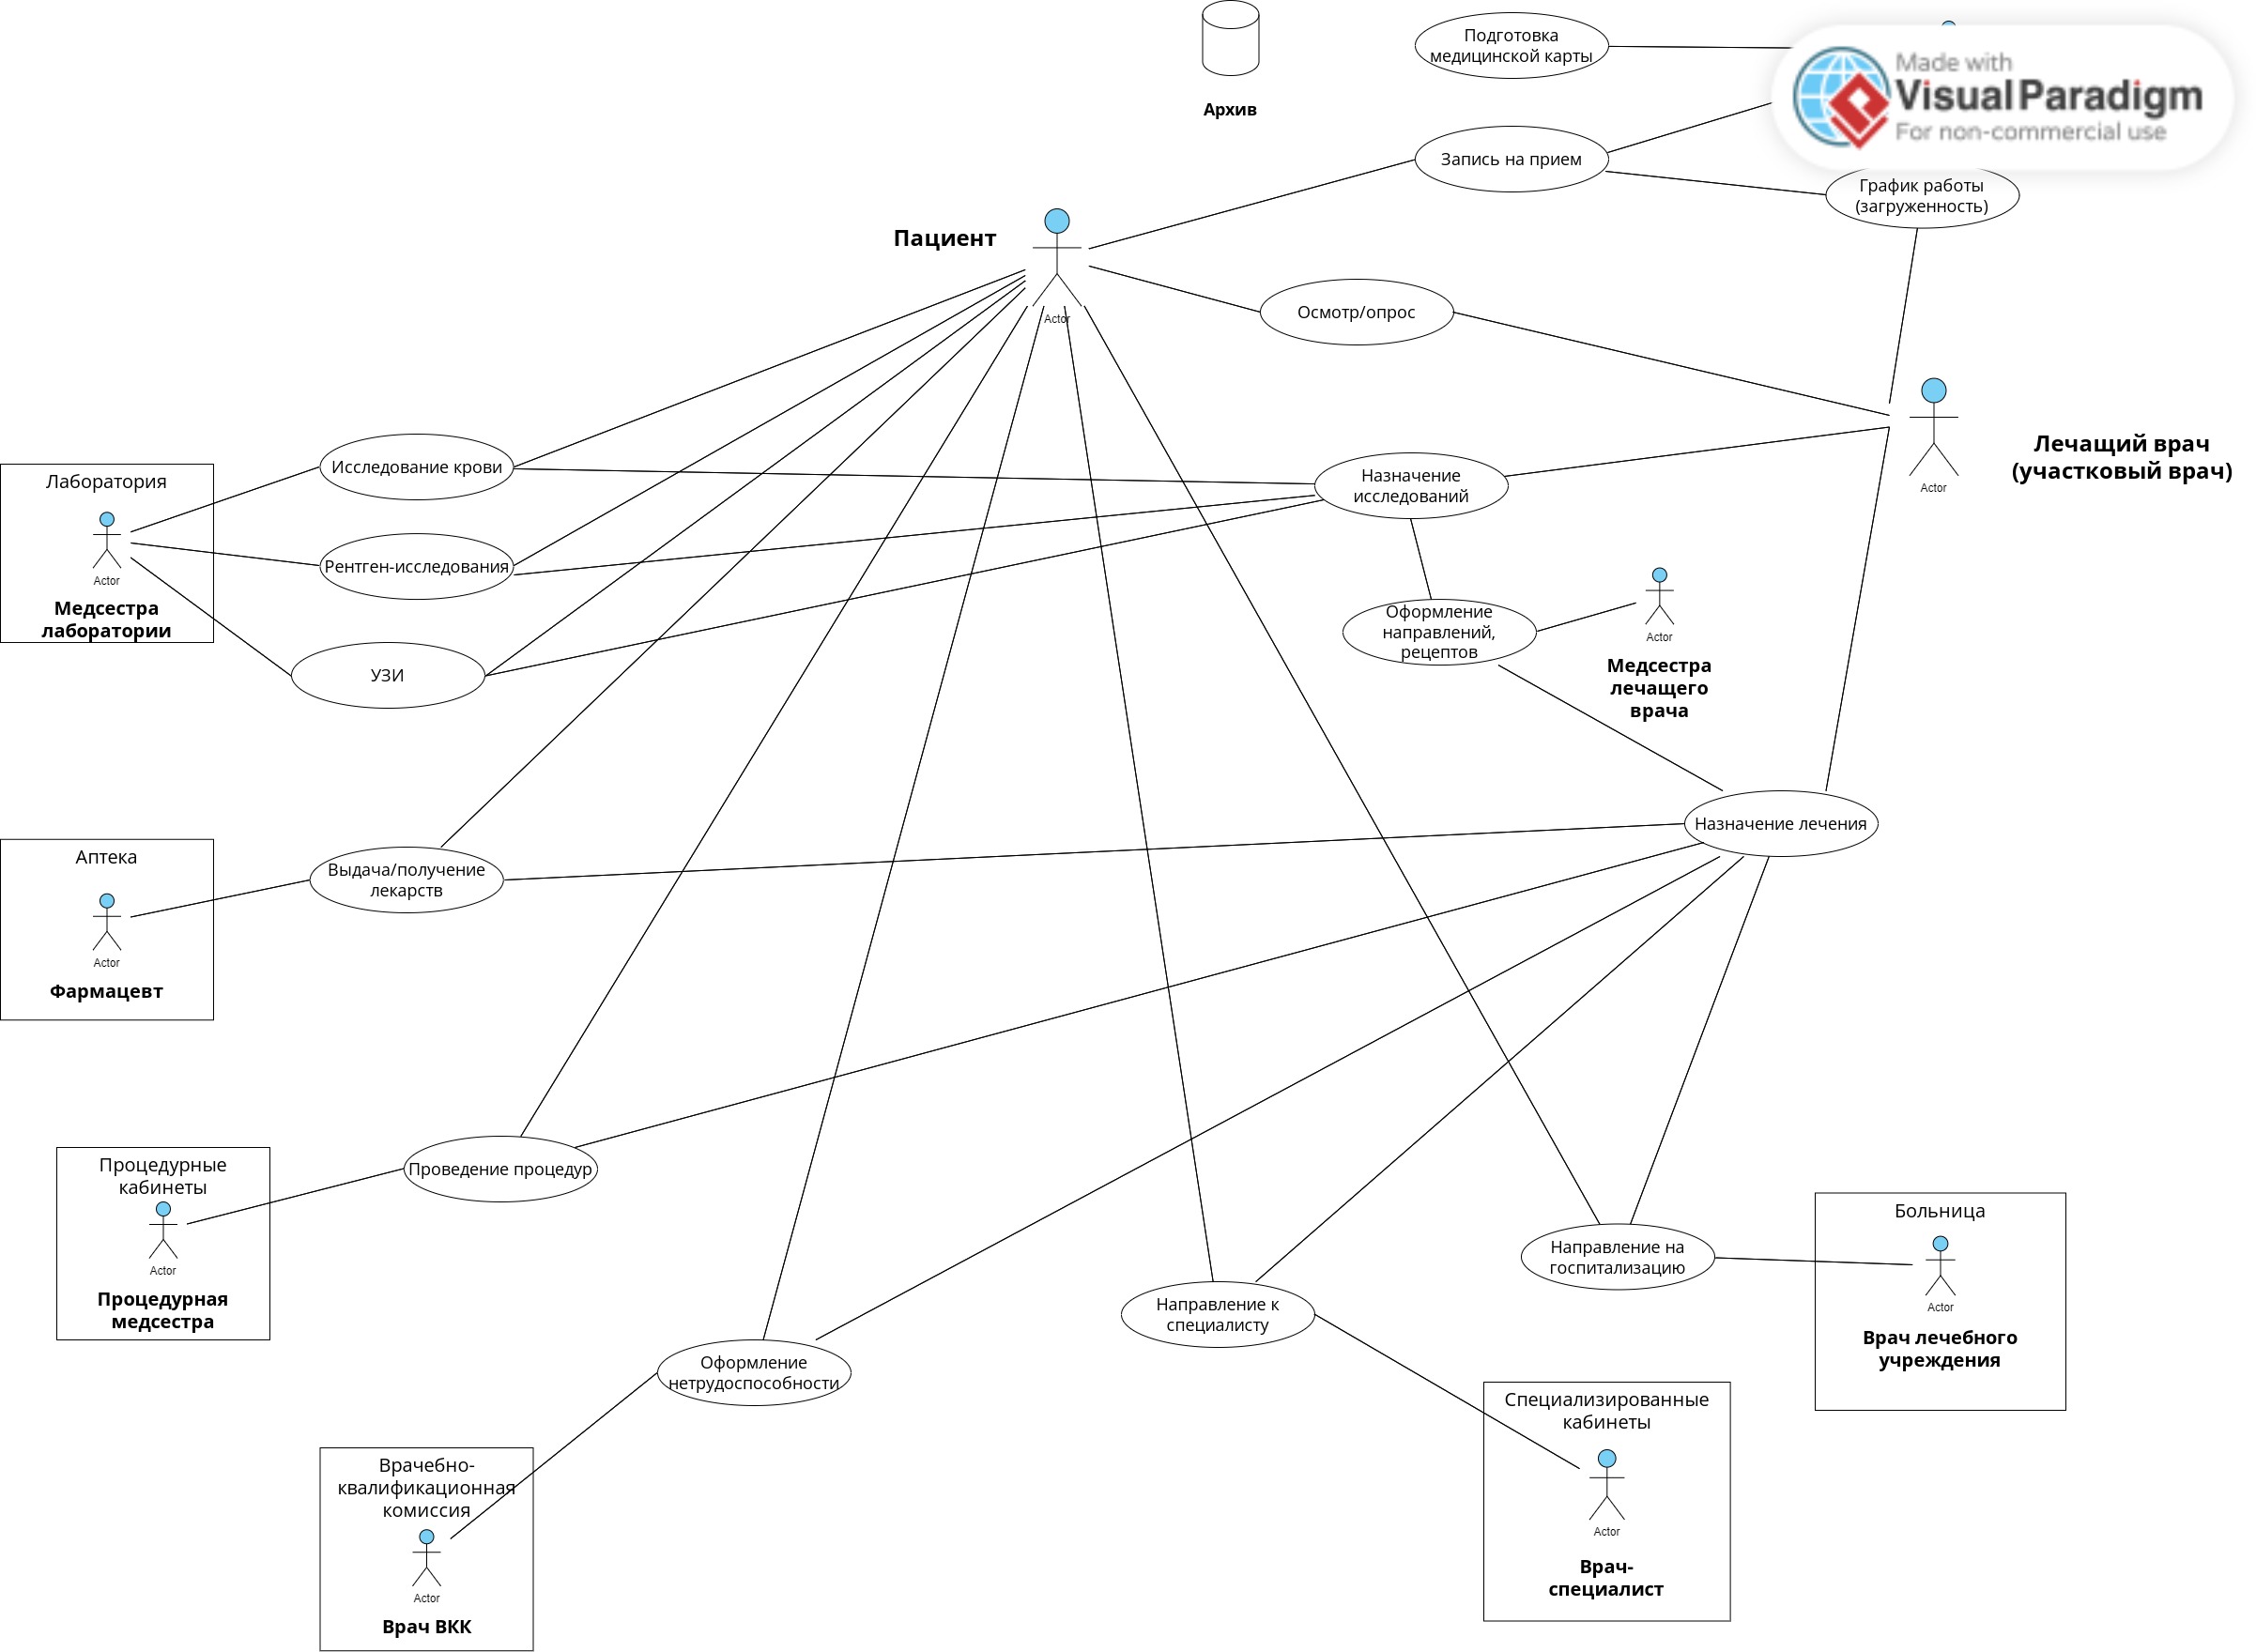 Подготовка
медицинской карты
Made with
Visual Paradigm
For non-commercial use
Архив
Запись на прием
График работы
(загруженность)
Пациент
Actor
Осмотр/опрос
Лечащий врач
(участковый врач)
Actor
Исследование крови
Назначение
исследований
Лаборатория
Actor
Медсестра
лаборатории
Рентген-исследования
Оформление
направлений,
рецептов
Actor
Медсестра
лечащего
врача
УЗИ
Назначение лечения
Аптека
Actor
Фармацевт
Выдача/получение
лекарств
Процедурные
кабинеты
Actor
Процедурная
медсестра
Проведение процедур
Больница
Actor
Врач лечебного
учреждения
Направление на
госпитализацию
Направление к
специалисту
Оформление
нетрудоспособности
Специализированные
кабинеты
Actor
Врач-
специалист
Врачебно-
квалификационная
комиссия
Actor
Врач ВКК